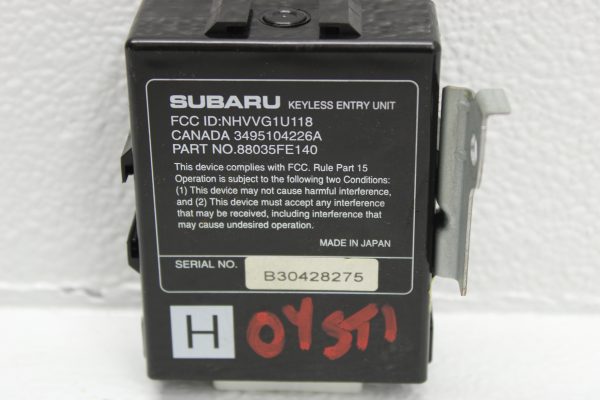 SUBARU KEYLESS ENTRY UNIT
FCC ID:NHVVG1U118
CANADA 3495104226A
PART NO.88035FE140
This device complies with FCC. Rule Part 15
Operation is subject to the following two Conditions:
(1) This device may not cause harmful interference,
and (2) This device must accept any interference
that may be received, including interference that
may cause undesired operation.
MADE IN JAPAN
SERIAL NO. B30428275
H 04 STI